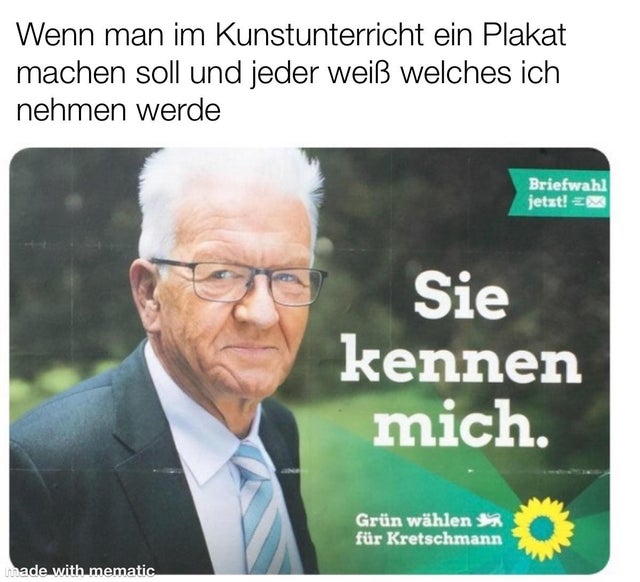 Wenn man im Kunstunterricht ein Plakat
machen soll und jeder weiß welches ich
nehmen werde
Briefwahl
jetzt!
Sie
kennen
mich.
Grün wählen
für Kretschmann
made with mematic